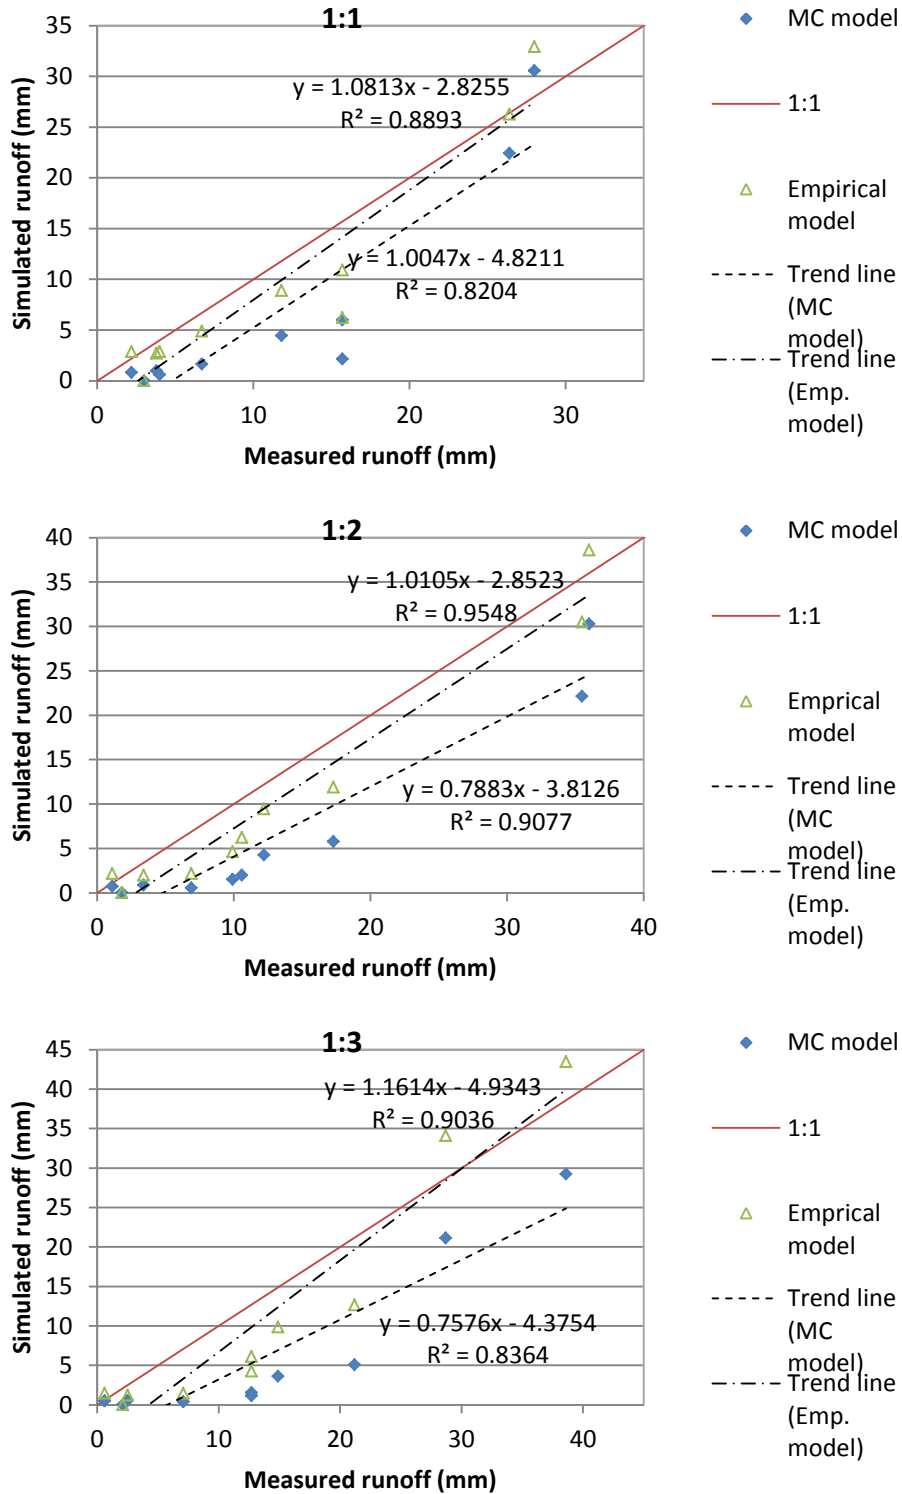 1:1
35
30
25
20
15
10
5
0
Simulated runoff (mm)
y = 1.0813x - 2.8255
R² = 0.8893
y = 1.0047x - 4.8211
R² = 0.8204
0 10 20 30
Measured runoff (mm)
MC model
1:1
Empirical
model
Trend line
(MC
model)
Trend line
(Emp.
model)
1:2
40
35
30
25
20
15
10
5
0
Simulated runoff (mm)
y = 1.0105x - 2.8523
R² = 0.9548
y = 0.7883x - 3.8126
R² = 0.9077
0 10 20 30 40
Measured runoff (mm)
MC model
1:1
Emprical
model
Trend line
(MC
model)
Trend line
(Emp.
model)
1:3
45
40
35
30
25
20
15
10
5
0
Simulated runoff (mm)
y = 1.1614x - 4.9343
R² = 0.9036
y = 0.7576x - 4.3754
R² = 0.8364
0 10 20 30 40
Measured runoff (mm)
MC model
1:1
Emprical
model
Trend line
(MC
model)
Trend line
(Emp.
model)